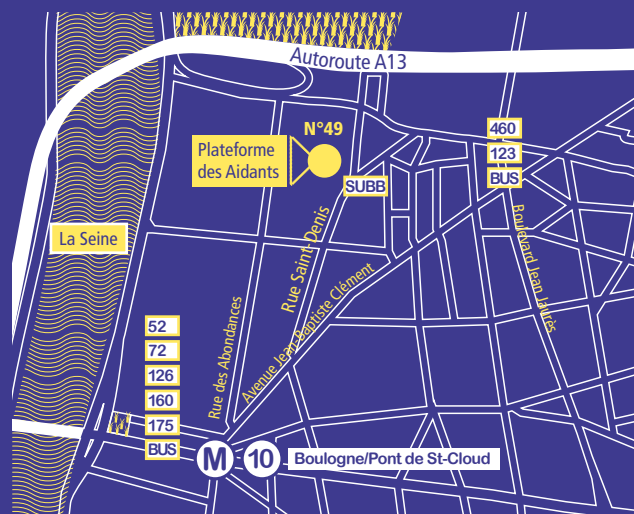 Autoroute A13
N°49
Plateforme
des Aidants
460
123
BUS
SUBB
La Seine
Rue Saint-Denis
Boulevard Jean Jaurès
Avenue Jean-Baptiste Clément
Rue des Abondances
52
72
126
160
175
BUS
M
10
Boulogne/Pont de St-Cloud